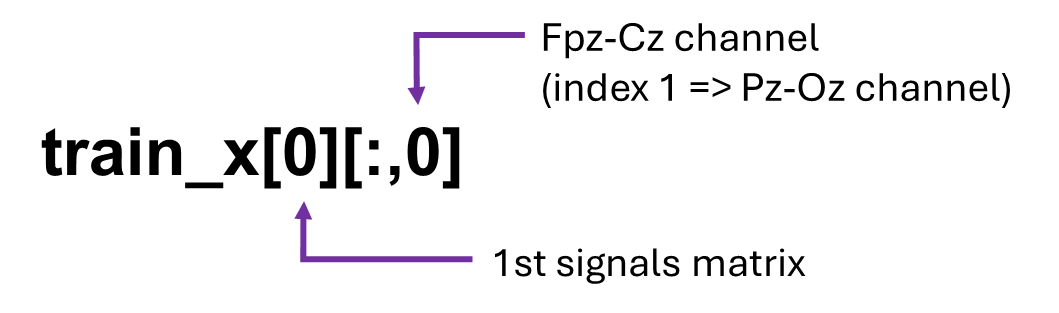 Fpz-Cz channel
(index 1 => Pz-Oz channel)
train_x[0][:,0]
1st signals matrix